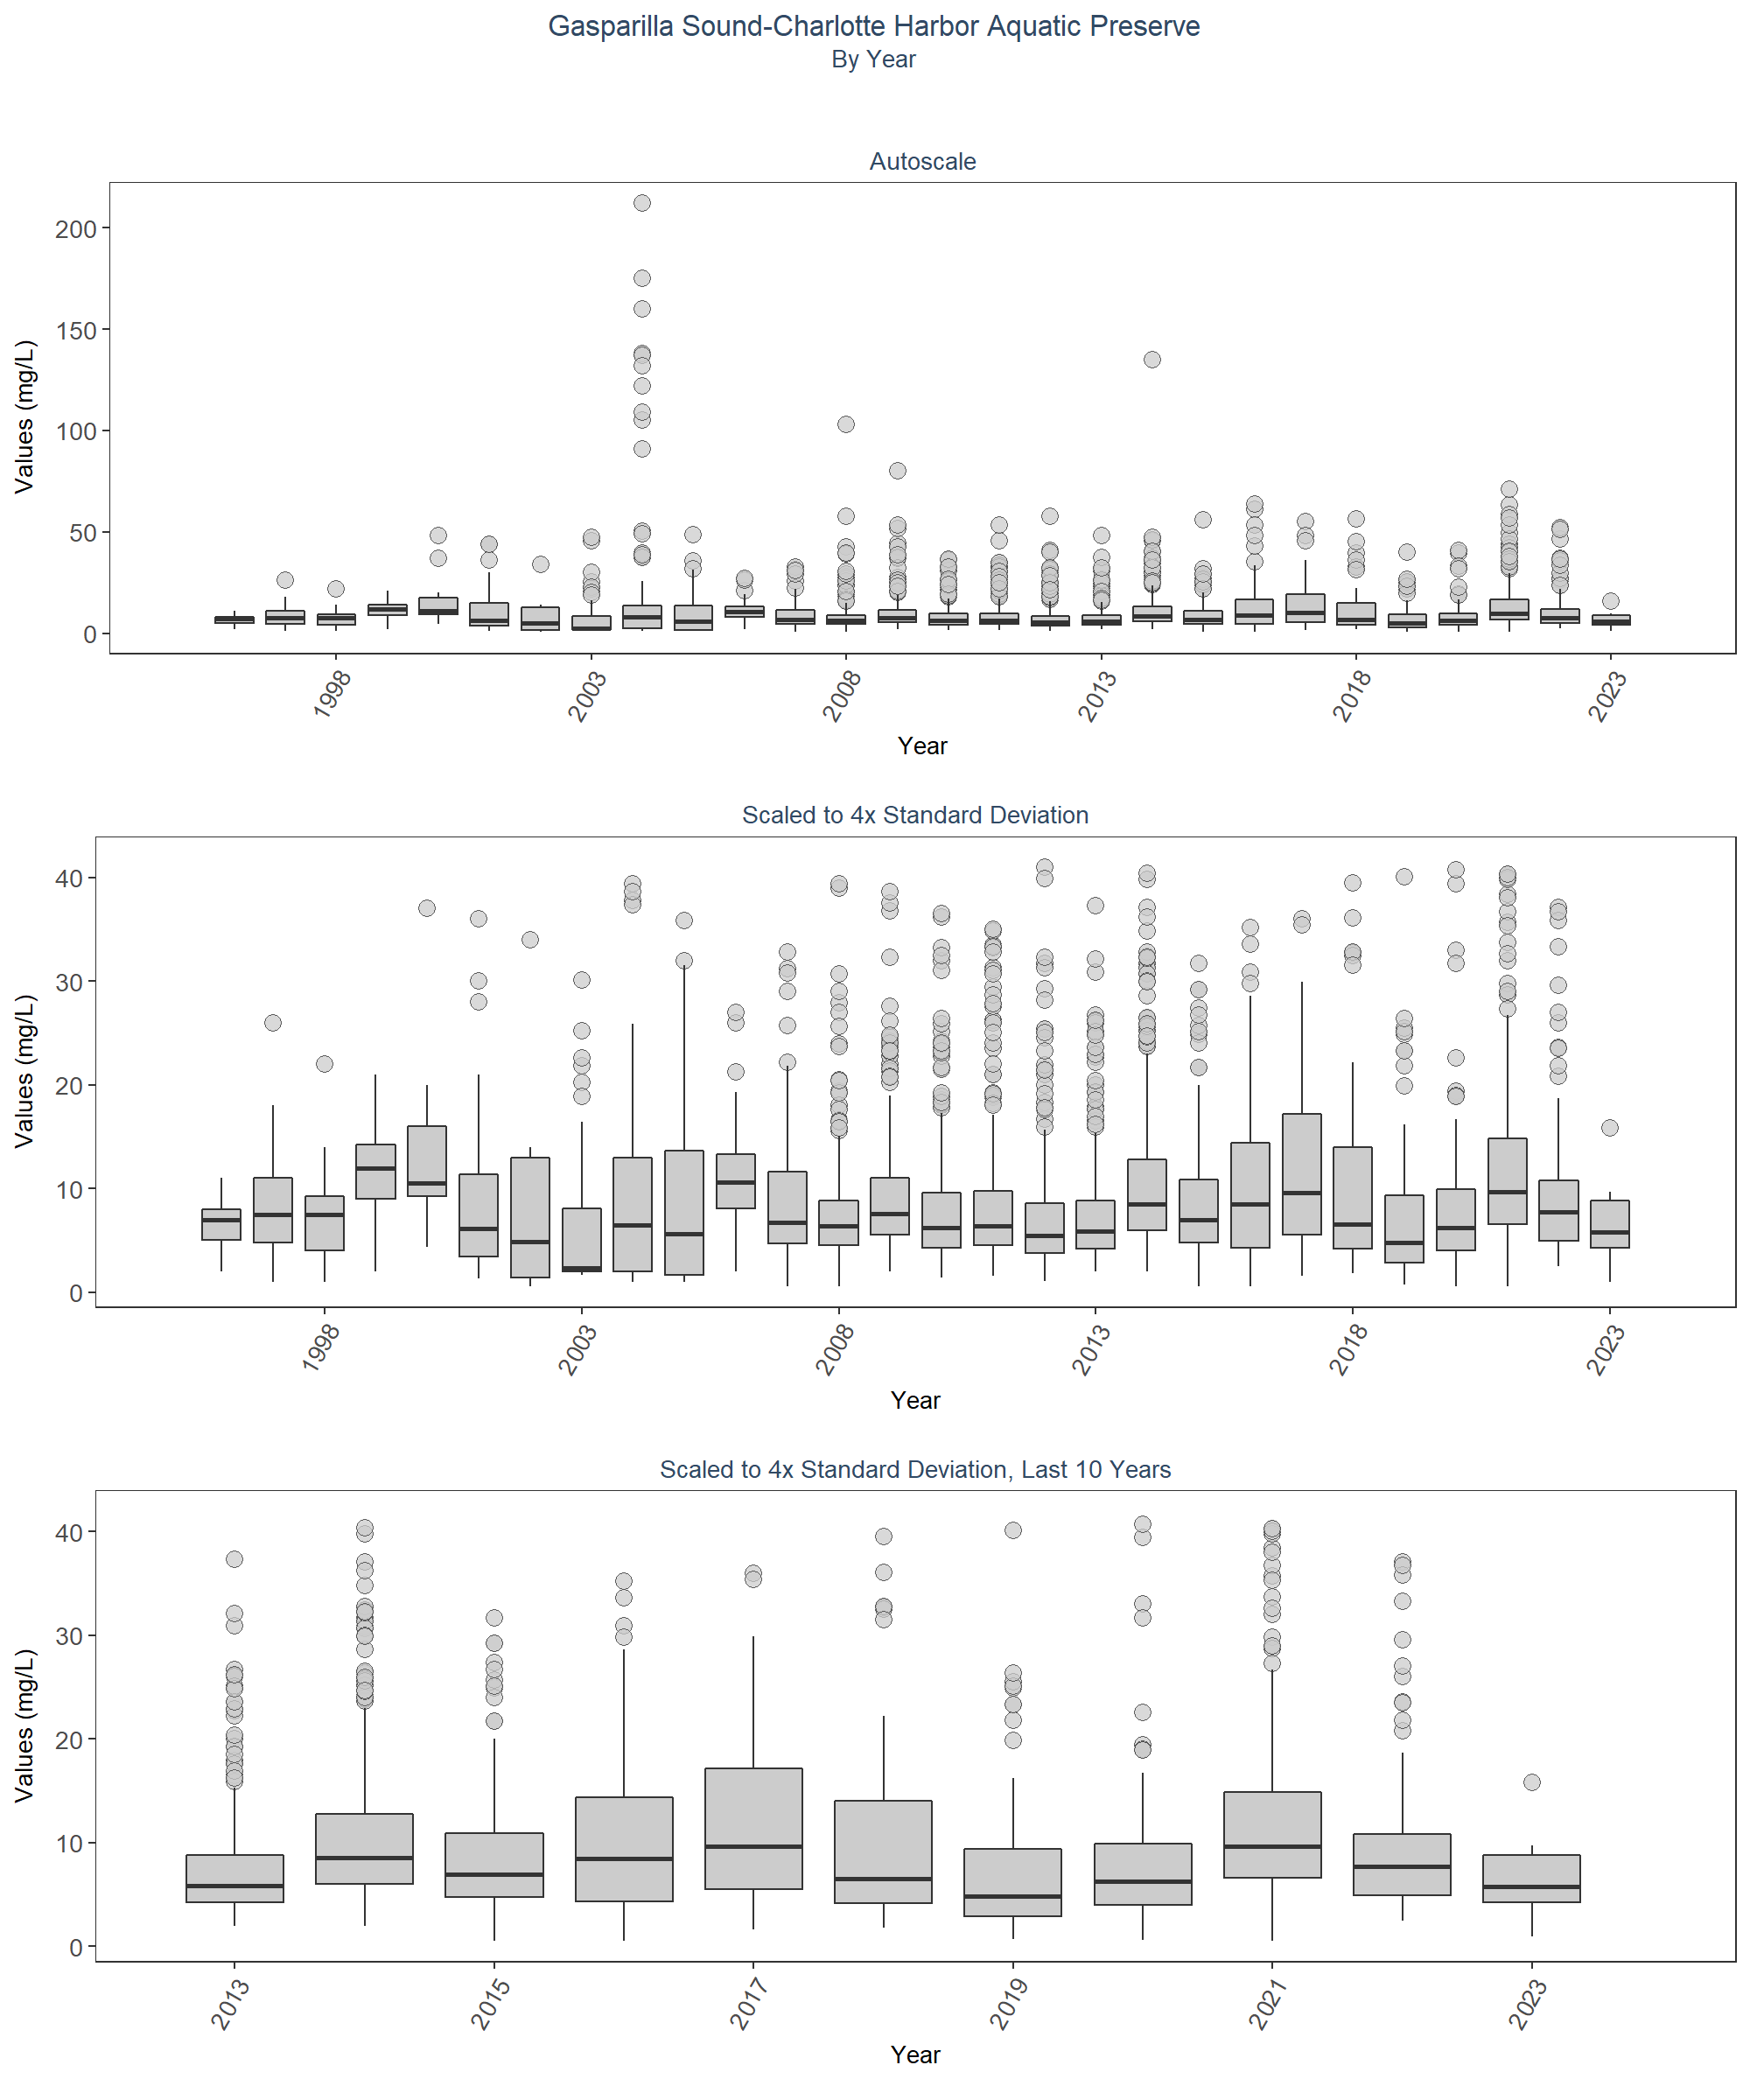 Gasparilla Sound-Charlotte Harbor Aquatic Preserve
By Year
Autoscale
Values (mg/L)
200
150
100
50
0
1998 2003 2008 2013 2018 2023
Year
Scaled to 4x Standard Deviation
Values (mg/L)
40
30
20
10
0
1998 2003 2008 2013 2018 2023
Year
Scaled to 4x Standard Deviation, Last 10 Years
Values (mg/L)
40
30
20
10
0
2013 2015 2017 2019 2021 2023
Year